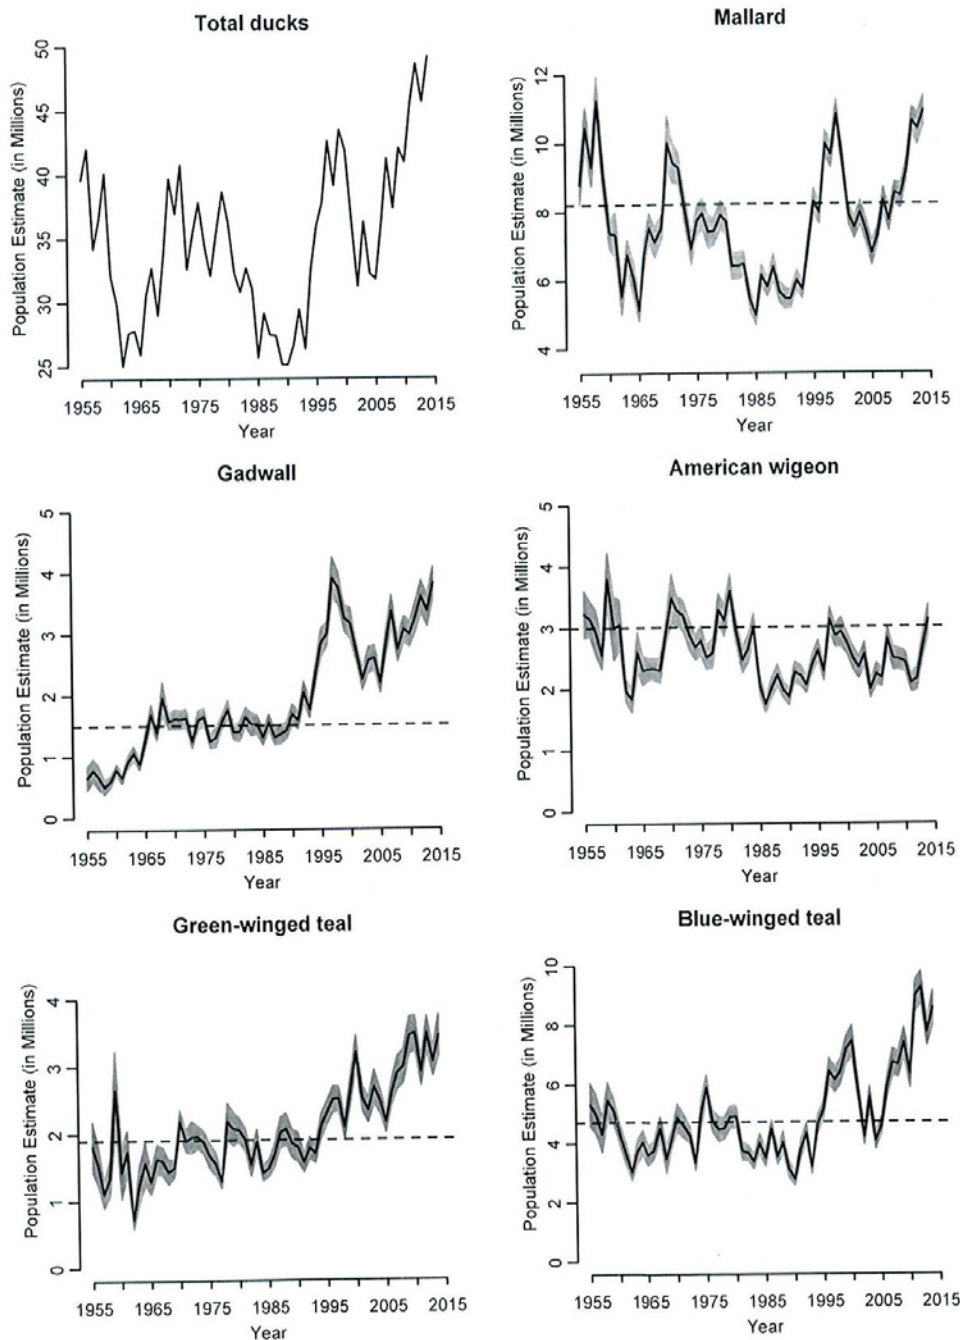 Total ducks
Population Estimate (in Millions)
50
45
40
35
30
25
1955 1965 1975 1985 1995 2005 2015
Year
Mallard
Population Estimate (in Millions)
12
10
8
6
4
1955 1965 1975 1985 1995 2005 2015
Year
Gadwall
Population Estimate (in Millions)
5
4
3
2
1
0
1955 1965 1975 1985 1995 2005 2015
Year
American wigeon
Population Estimate (in Millions)
5
4
3
2
1
0
1955 1965 1975 1985 1995 2005 2015
Year
Green-winged teal
Population Estimate (in Millions)
4
3
2
1
0
1955 1965 1975 1985 1995 2005 2015
Year
Blue-winged teal
Population Estimate (in Millions)
10
8
6
4
2
0
1955 1965 1975 1985 1995 2005 2015
Year